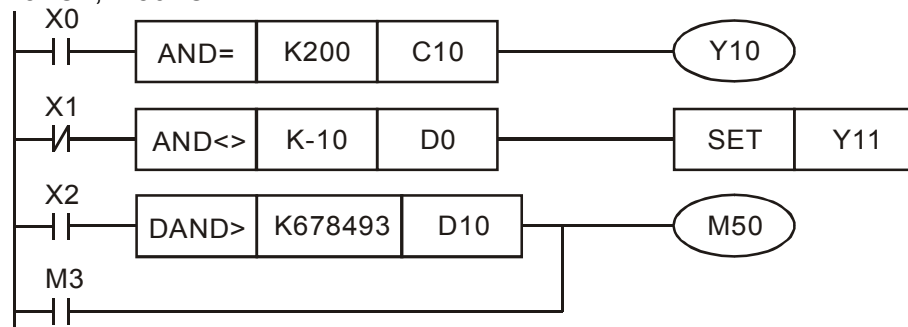 X0
AND= K200 C10 Y10
X1
AND<> K-10 D0 SET Y11
X2
DAND> K678493 D10 M50
M3